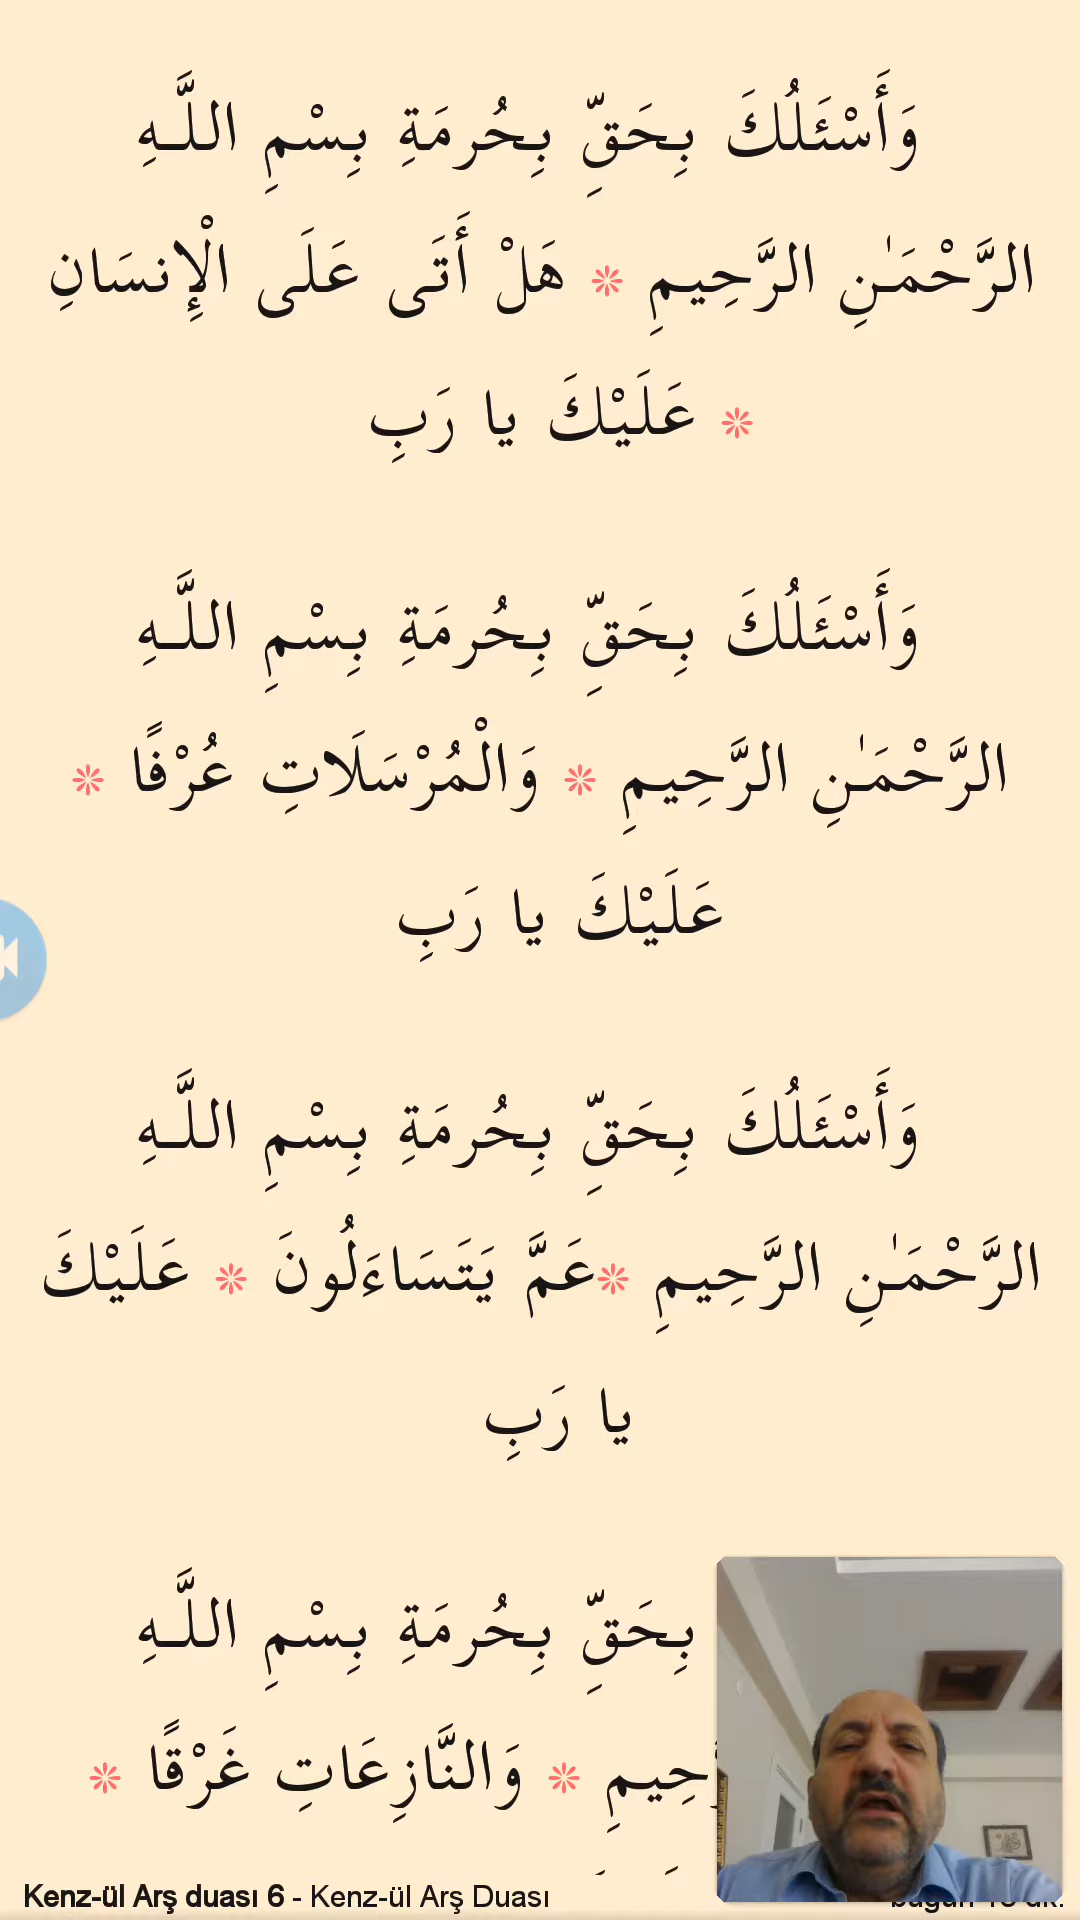 وَأَسْئَلُكَ بِحَقِّ بِحُرمَةِ بِسْمِ اللَّـهِ
الرَّحْمَـٰنِ الرَّحِيمِ ❊ هَلْ أَتَى عَلَى الْإِنسَانِ
❊ عَلَيْكَ يا رَبِ
وَأَسْئَلُكَ بِحَقِّ بِحُرمَةِ بِسْمِ اللَّـهِ
الرَّحْمَـٰنِ الرَّحِيمِ ❊ وَالْمُرْسَلَاتِ عُرْفًا ❊
عَلَيْكَ يا رَبِ
وَأَسْئَلُكَ بِحَقِّ بِحُرمَةِ بِسْمِ اللَّـهِ
الرَّحْمَـٰنِ الرَّحِيمِ ❊عَمَّ يَتَسَاءَلُونَ ❊ عَلَيْكَ
يا رَبِ
بِحَقِّ بِحُرمَةِ بِسْمِ اللَّـهِ
❊ وَالنَّازِعَاتِ غَرْقًا ❊
Kenz-ül Arş duası 6 - Kenz-ül Arş Duası